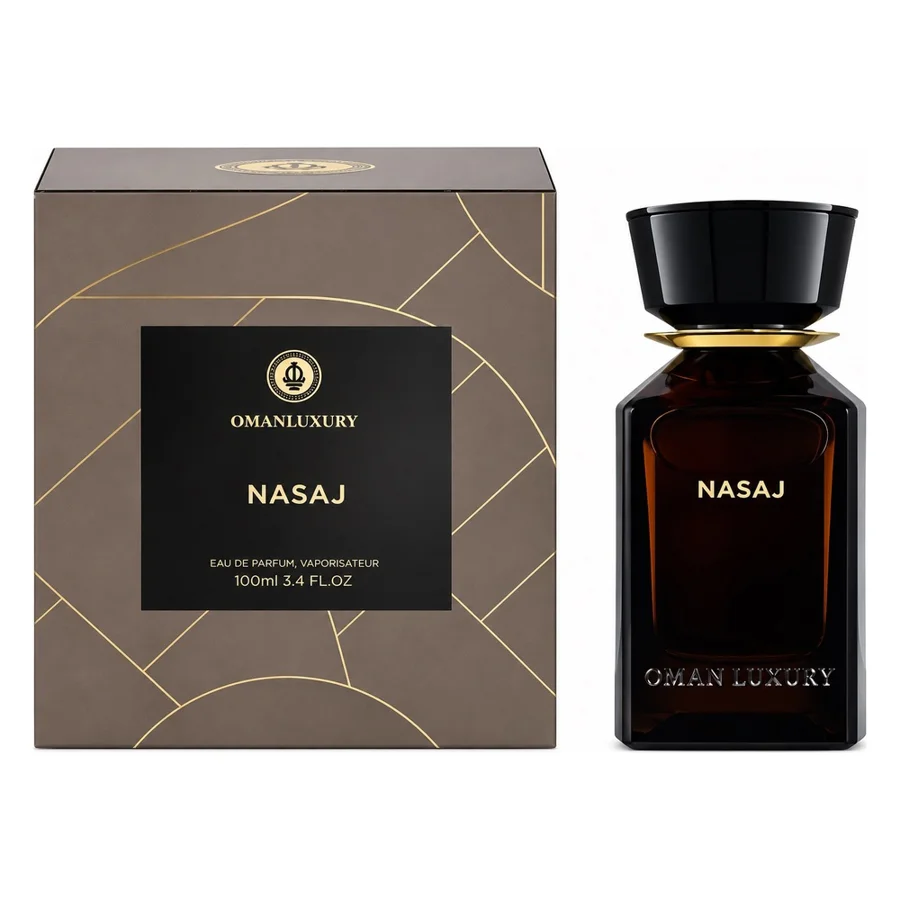 OMANLUXURY
NASAJ
EAU DE PARFUM, VAPORISATEUR
100ml 3.4 FL.OZ
NASAJ
OMAN LUXURY